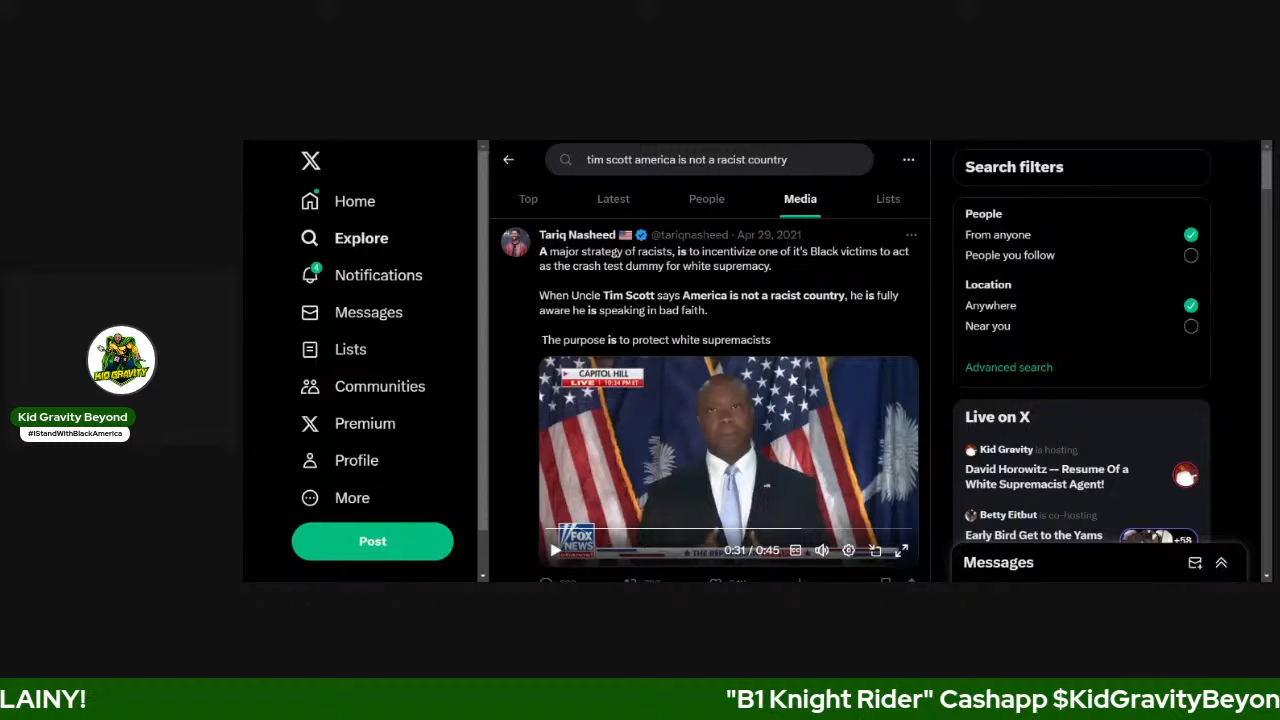 tim scott america is not a racist country
Home
Explore
4
Notifications
Messages
Lists
Communities
Premium
Profile
More
Post
Top
Latest
People
Media
Lists
Tariq Nasheed @tariqnasheed · Apr 29, 2021
A major strategy of racists, is to incentivize one of it's Black victims to act
as the crash test dummy for white supremacy.
When Uncle Tim Scott says America is not a racist country, he is fully
aware he is speaking in bad faith.
The purpose is to protect white supremacists
CAPITOL HILL
LIVE 10:34 PM ET
FOX
NEWS
0:31 / 0:45
Search filters
People
From anyone
People you follow
Location
Anywhere
Near you
Advanced search
Live on X
Kid Gravity is hosting
David Horowitz -- Resume Of a
White Supremacist Agent!
Betty Eitbut is co-hosting
Early Bird Get to the Yams
+58
Messages
KID GRAVITY
Kid Gravity Beyond
#IStandWithBlackAmerica
LAINY!
"B1 Knight Rider" Cashapp $KidGravityBeyon